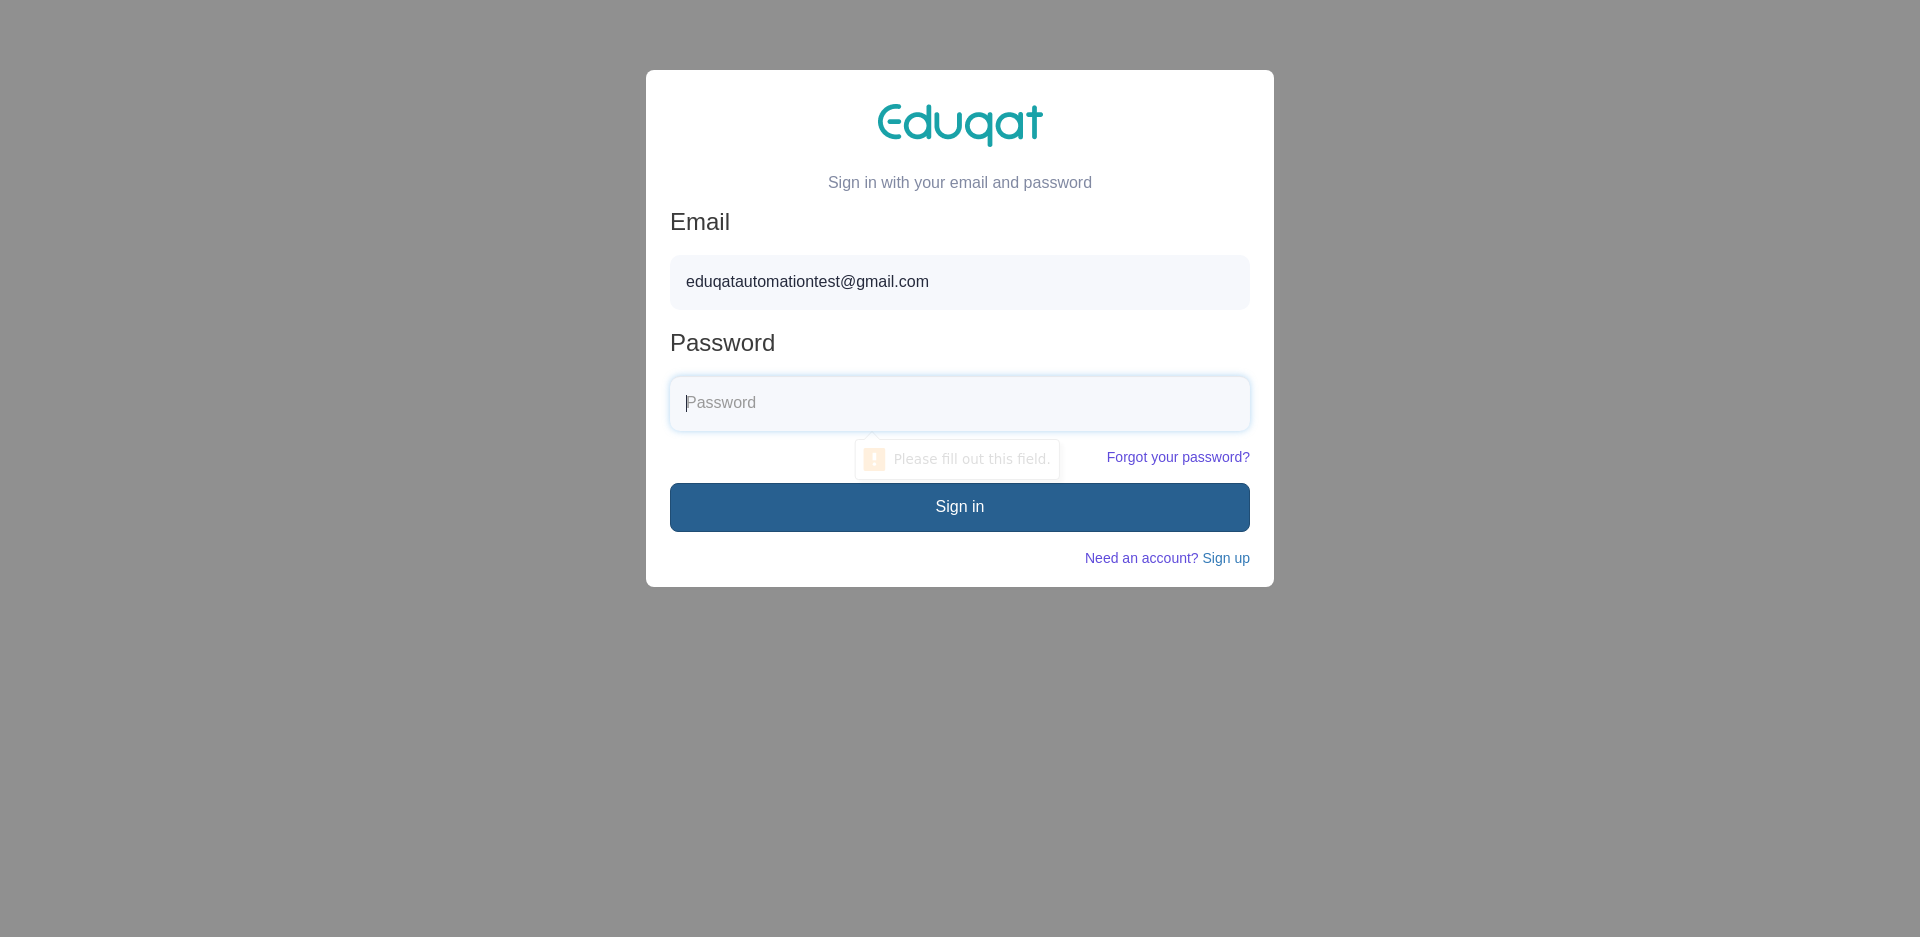 Eduqat
Sign in with your email and password
Email
eduqatautomationtest@gmail.com
Password
Password
Please fill out this field.
Forgot your password?
Sign in
Need an account? Sign up